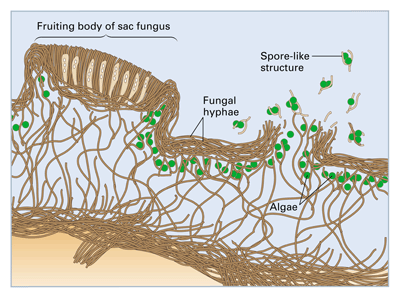 Fruiting body of sac fungus
Spore-like
structure
Fungal
hyphae
Algae